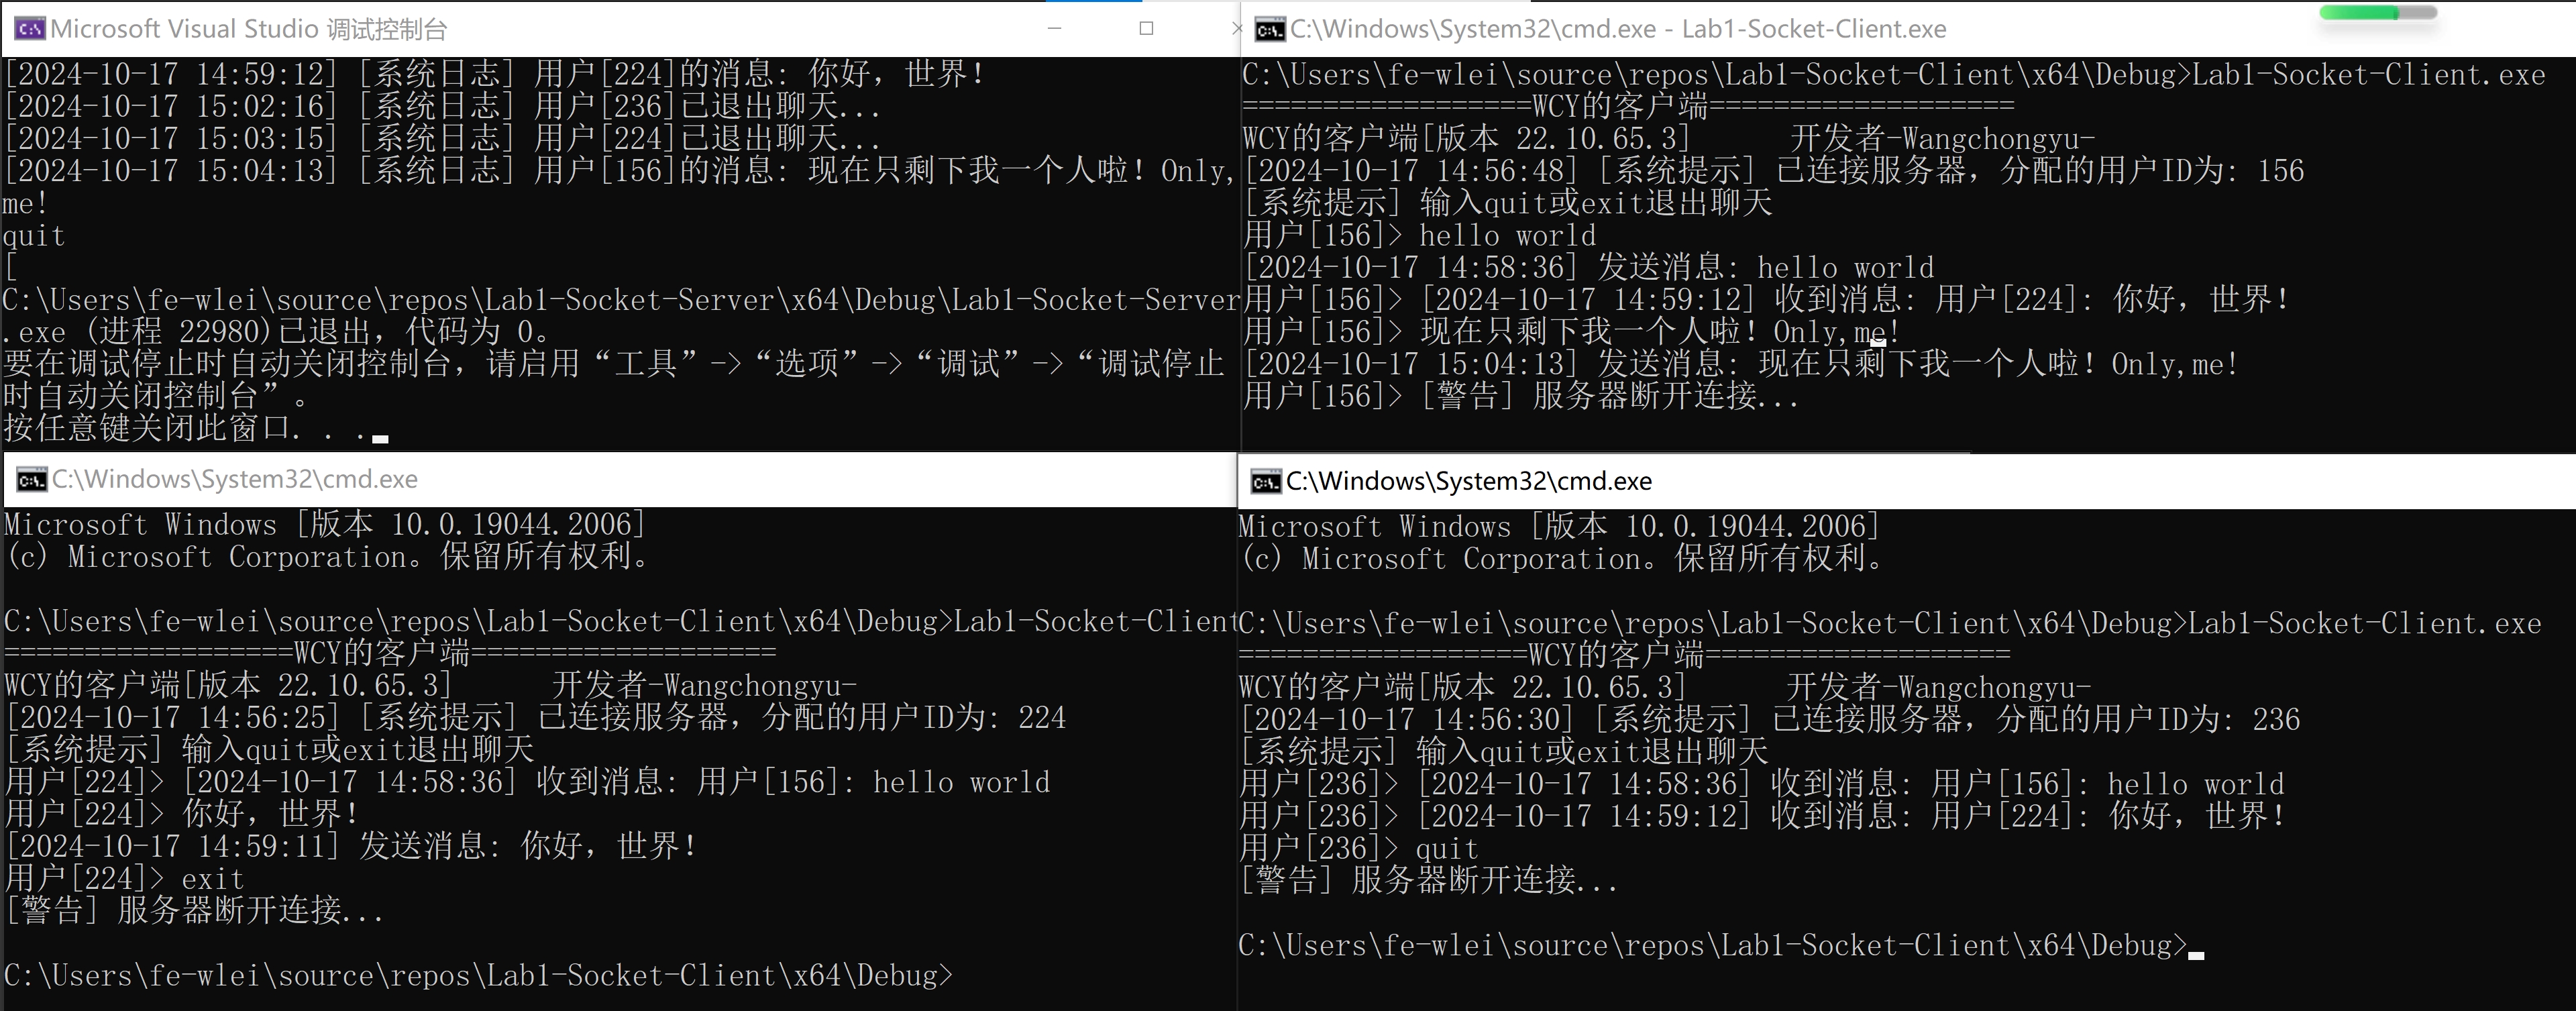 Microsoft Visual Studio 调试控制台
[2024-10-17 14:59:12] [系统日志] 用户[224]的消息: 你好，世界！
[2024-10-17 15:02:16] [系统日志] 用户[236]已退出聊天...
[2024-10-17 15:03:15] [系统日志] 用户[224]已退出聊天...
[2024-10-17 15:04:13] [系统日志] 用户[156]的消息: 现在只剩下我一个人啦！Only,
me!
quit
[
C:\Users\fe-wlei\source\repos\Lab1-Socket-Server\x64\Debug\Lab1-Socket-Server
.exe (进程 22980)已退出，代码为 0。
要在调试停止时自动关闭控制台，请启用“工具”->“选项”->“调试”->“调试停止
时自动关闭控制台”。
按任意键关闭此窗口. . .
C:\Windows\System32\cmd.exe - Lab1-Socket-Client.exe
C:\Users\fe-wlei\source\repos\Lab1-Socket-Client\x64\Debug>Lab1-Socket-Client.exe
==================WCY的客户端===================
WCY的客户端[版本 22.10.65.3]      开发者-Wangchongyu-
[2024-10-17 14:56:48] [系统提示] 已连接服务器，分配的用户ID为: 156
[系统提示] 输入quit或exit退出聊天
用户[156]> hello world
[2024-10-17 14:58:36] 发送消息: hello world
用户[156]> [2024-10-17 14:59:12] 收到消息: 用户[224]: 你好，世界！
用户[156]> 现在只剩下我一个人啦！Only,me!
[2024-10-17 15:04:13] 发送消息: 现在只剩下我一个人啦！Only,me!
用户[156]> [警告] 服务器断开连接...
C:\Windows\System32\cmd.exe
Microsoft Windows [版本 10.0.19044.2006]
(c) Microsoft Corporation。保留所有权利。
C:\Users\fe-wlei\source\repos\Lab1-Socket-Client\x64\Debug>Lab1-Socket-Client
==================WCY的客户端===================
WCY的客户端[版本 22.10.65.3]      开发者-Wangchongyu-
[2024-10-17 14:56:25] [系统提示] 已连接服务器，分配的用户ID为: 224
[系统提示] 输入quit或exit退出聊天
用户[224]> [2024-10-17 14:58:36] 收到消息: 用户[156]: hello world
用户[224]> 你好，世界！
[2024-10-17 14:59:11] 发送消息: 你好，世界！
用户[224]> exit
[警告] 服务器断开连接...
C:\Users\fe-wlei\source\repos\Lab1-Socket-Client\x64\Debug>
C:\Windows\System32\cmd.exe
Microsoft Windows [版本 10.0.19044.2006]
(c) Microsoft Corporation。保留所有权利。
C:\Users\fe-wlei\source\repos\Lab1-Socket-Client\x64\Debug>Lab1-Socket-Client.exe
==================WCY的客户端===================
WCY的客户端[版本 22.10.65.3]      开发者-Wangchongyu-
[2024-10-17 14:56:30] [系统提示] 已连接服务器，分配的用户ID为: 236
[系统提示] 输入quit或exit退出聊天
用户[236]> [2024-10-17 14:58:36] 收到消息: 用户[156]: hello world
用户[236]> [2024-10-17 14:59:12] 收到消息: 用户[224]: 你好，世界！
用户[236]> quit
[警告] 服务器断开连接...
C:\Users\fe-wlei\source\repos\Lab1-Socket-Client\x64\Debug>